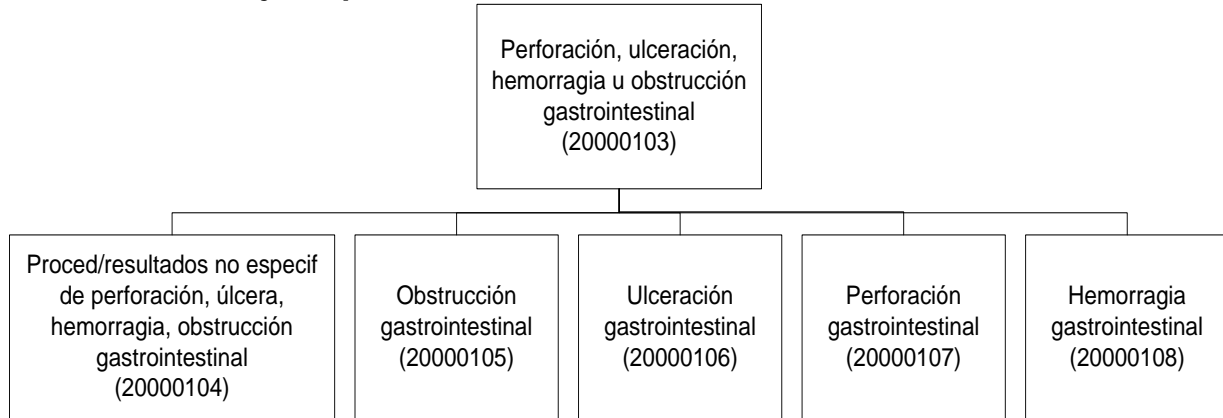 Perforación, ulceración,
hemorragia u obstrucción
gastrointestinal
(20000103)
Proced/resultados no especif
de perforación, úlcera,
hemorragia, obstrucción
gastrointestinal
(20000104)
Obstrucción
gastrointestinal
(20000105)
Ulceración
gastrointestinal
(20000106)
Perforación
gastrointestinal
(20000107)
Hemorragia
gastrointestinal
(20000108)